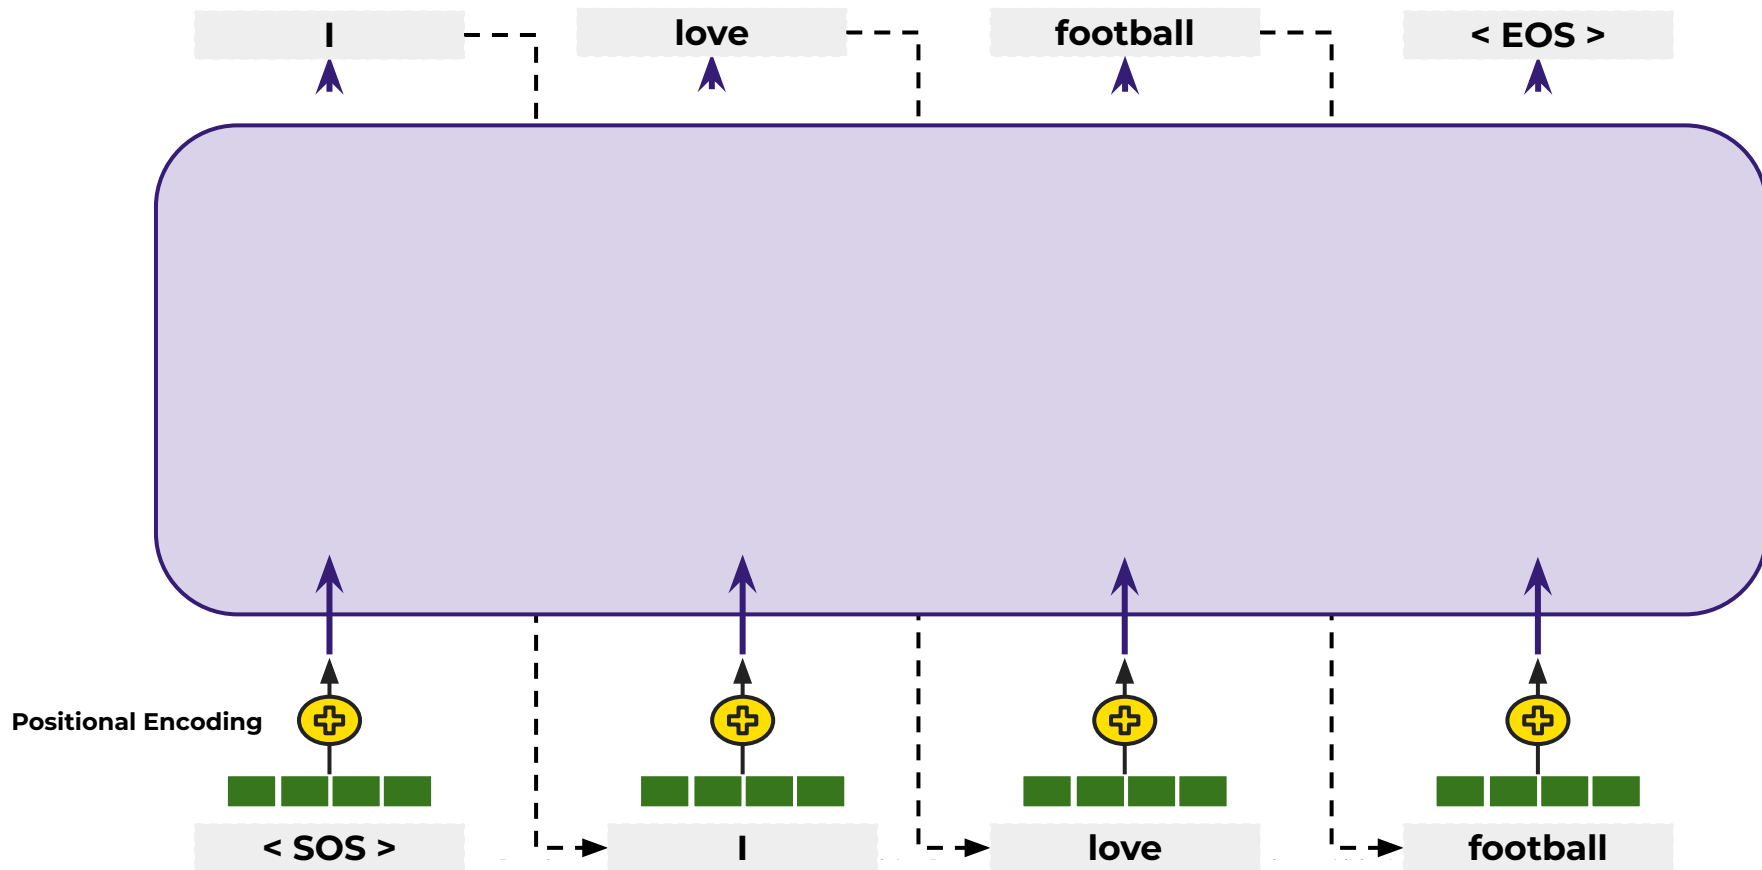 I
love
football
< EOS >
Positional Encoding
< SOS >
I
love
football